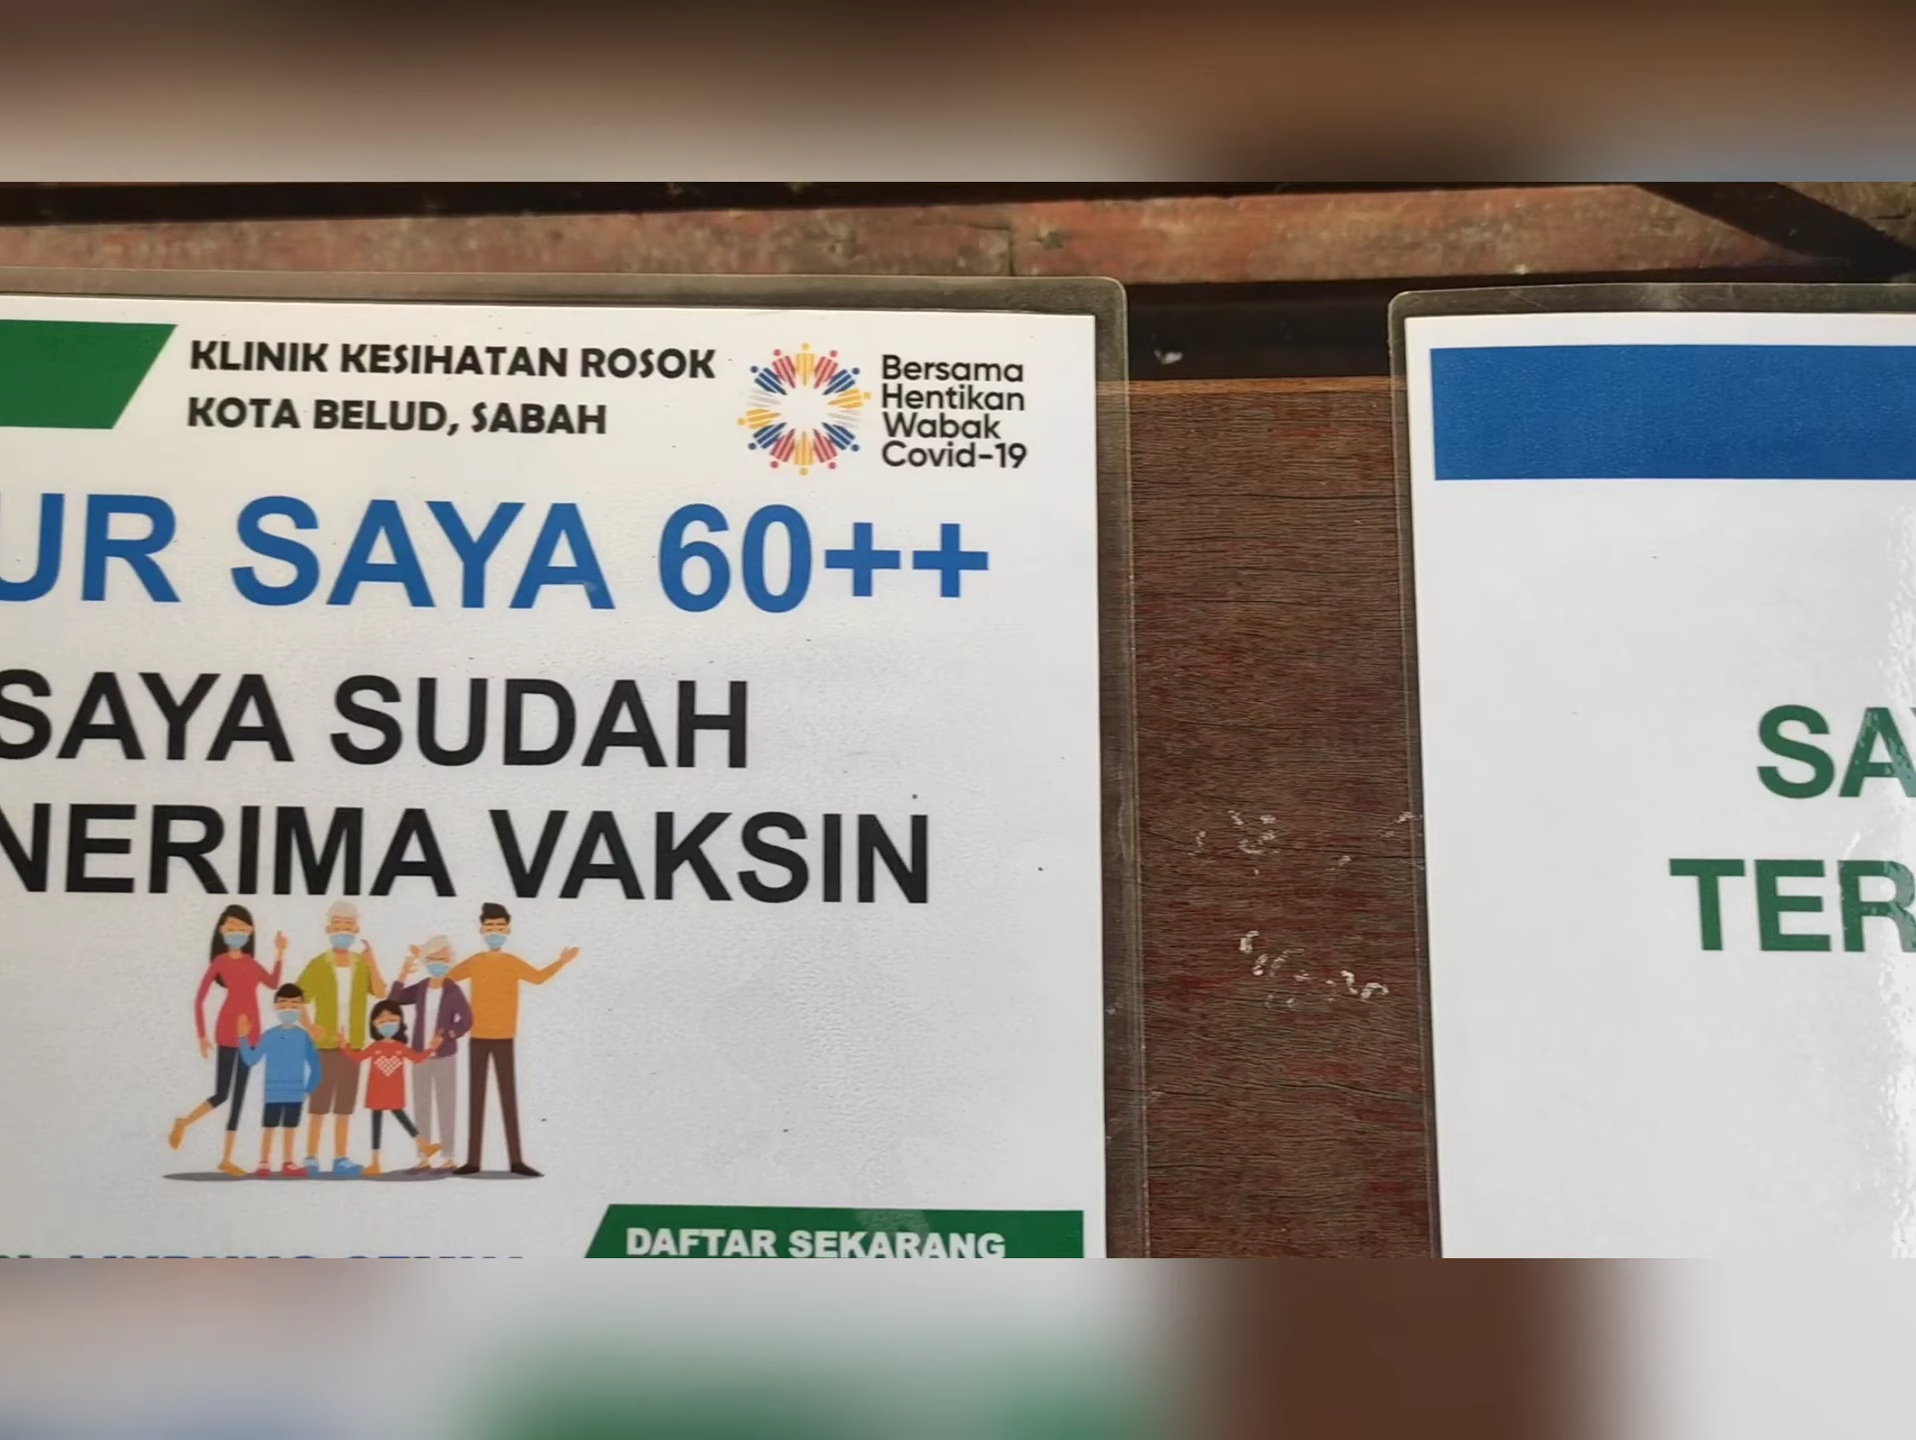 KLINIK KESIHATAN ROSOK
KOTA BELUD, SABAH
Bersama
Hentikan
Wabak
Covid-19
UR SAYA 60++
SAYA SUDAH
NERIMA VAKSIN
DAFTAR SEKARANG
SA
TER